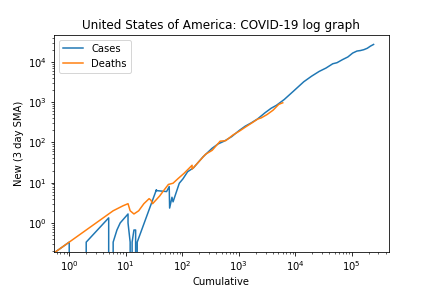 United States of America: COVID-19 log graph
Cases
Deaths
New (3 day SMA)
10⁴
10³
10²
10¹
10⁰
10⁰ 10¹ 10² 10³ 10⁴ 10⁵
Cumulative